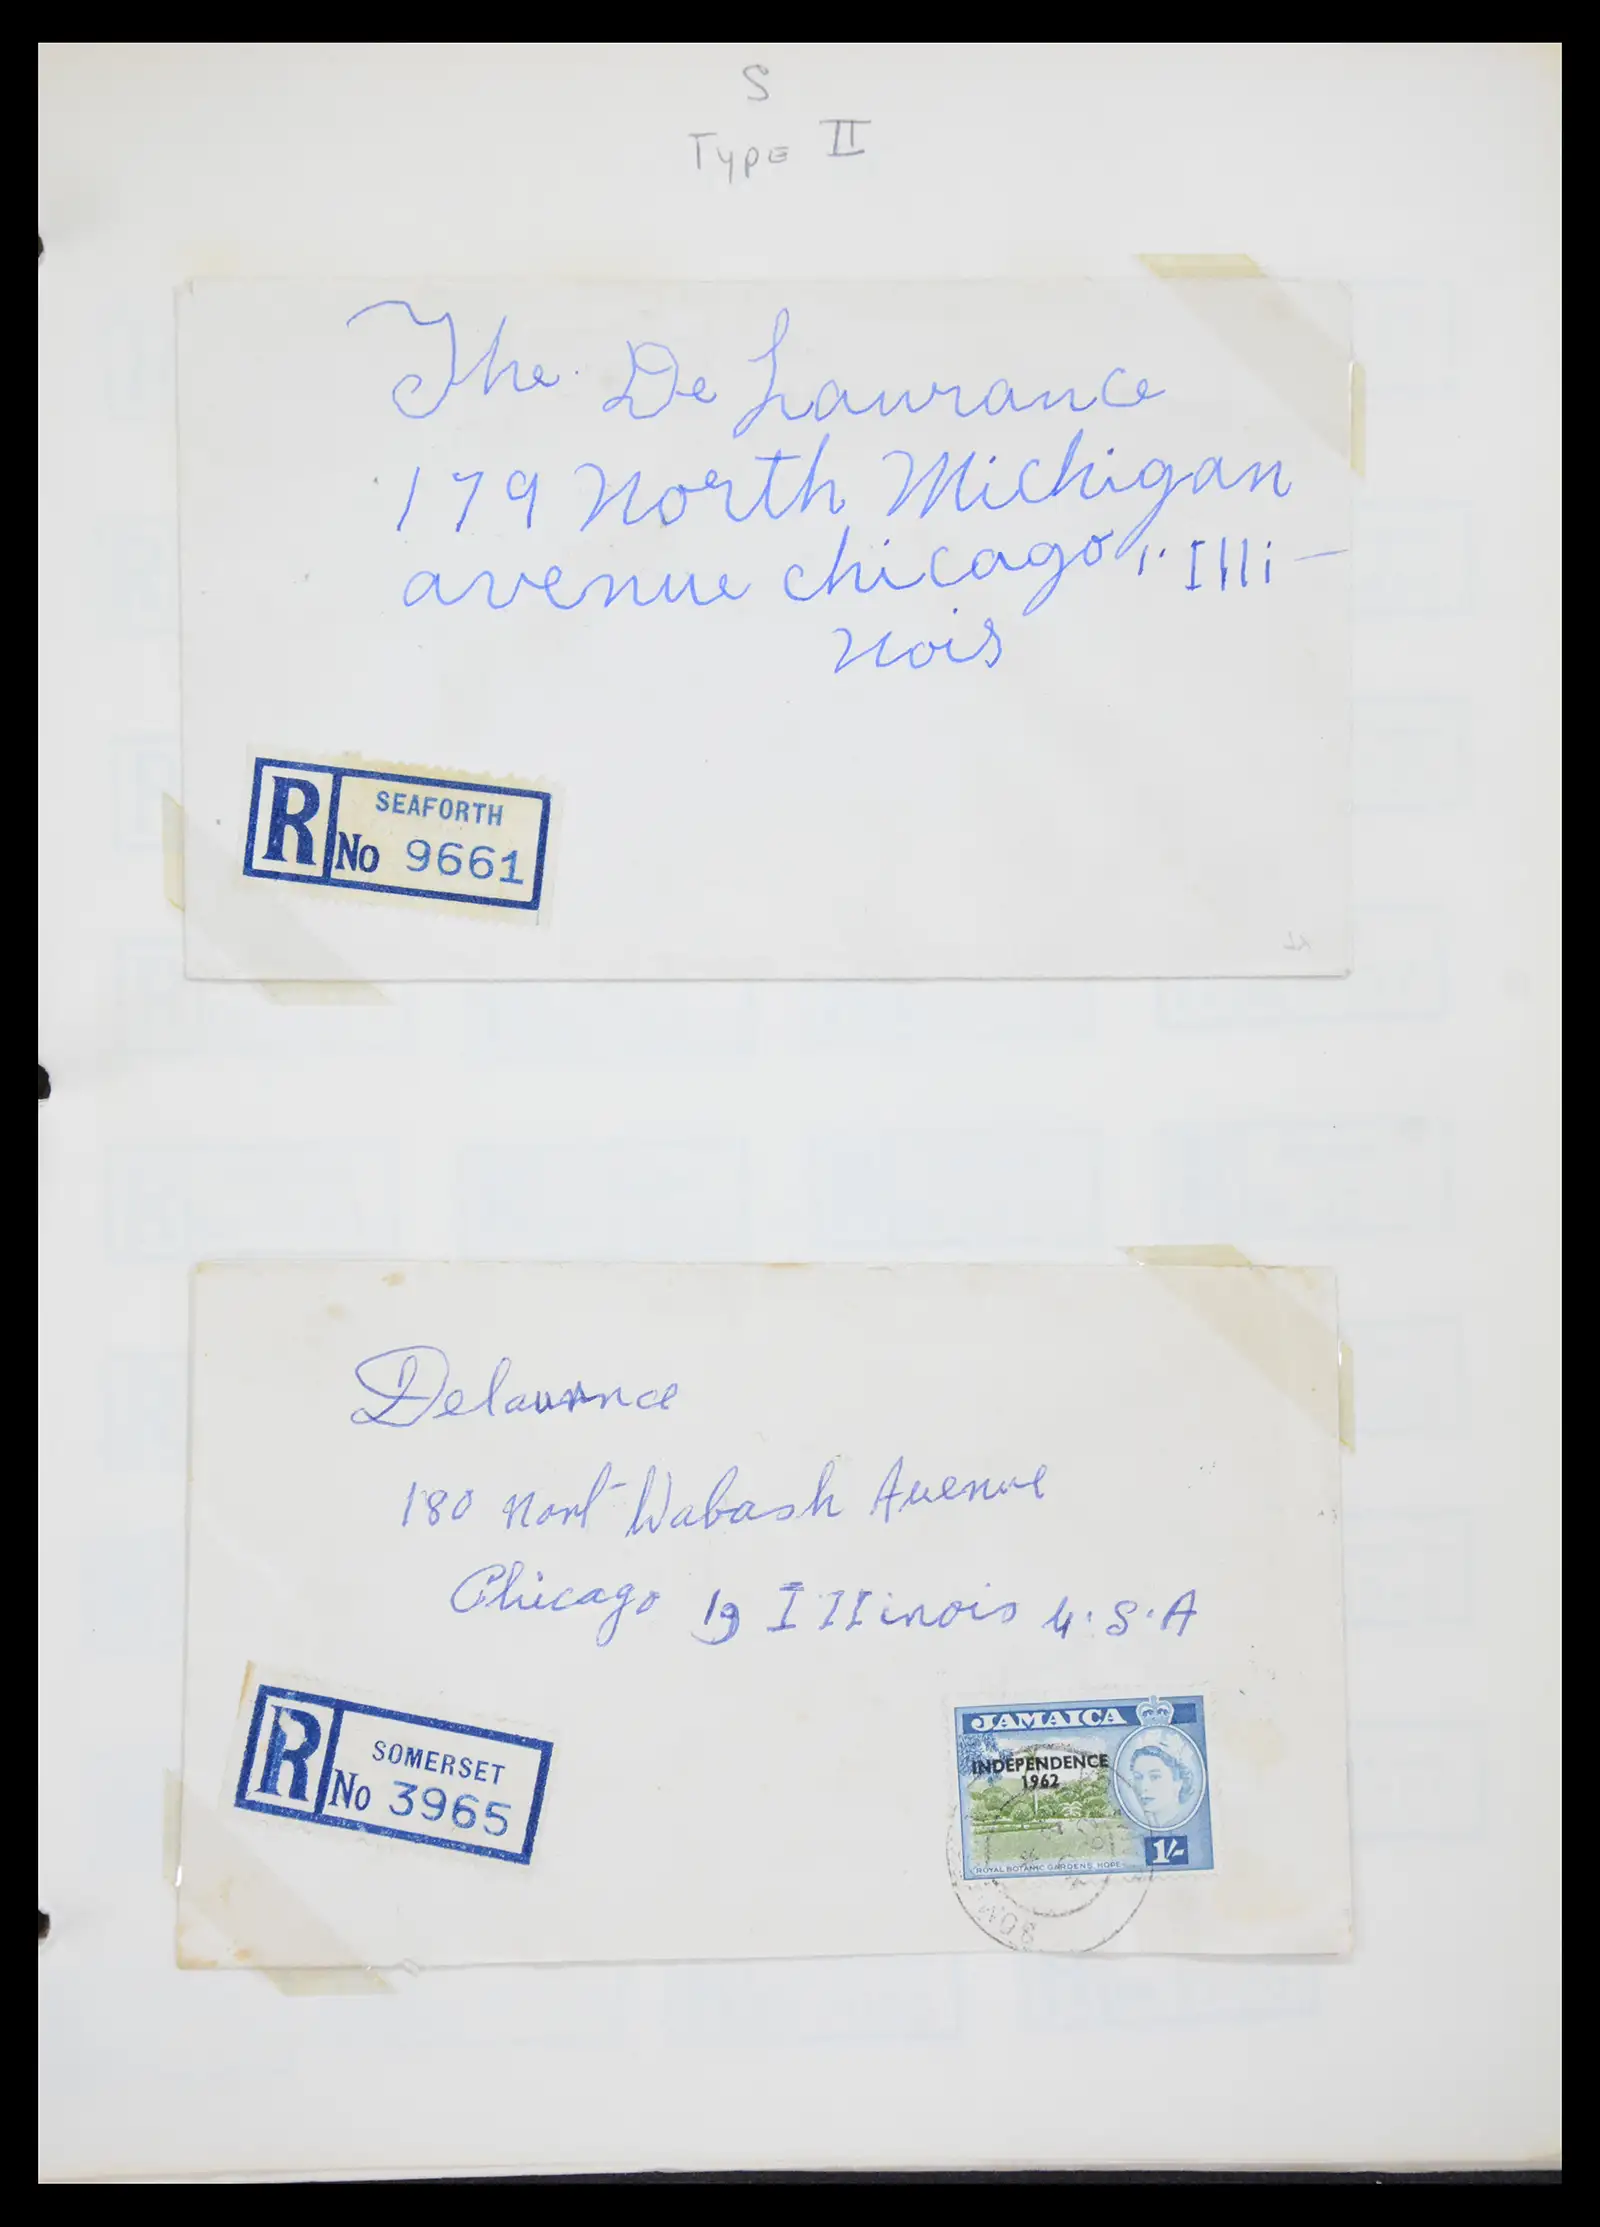 S
Type II
The De Lawrance
179 North Michigan
avenue chicago, Illi-
nois
R
SEAFORTH
No 9661
Delawrance
180 Nort Wabash Avenue
Chicago 19 Illinois U.S.A
R
SOMERSET
No 3965
JAMAICA
INDEPENDENCE
1962
1/-
ROYAL BOTANIC GARDENS, HOPE